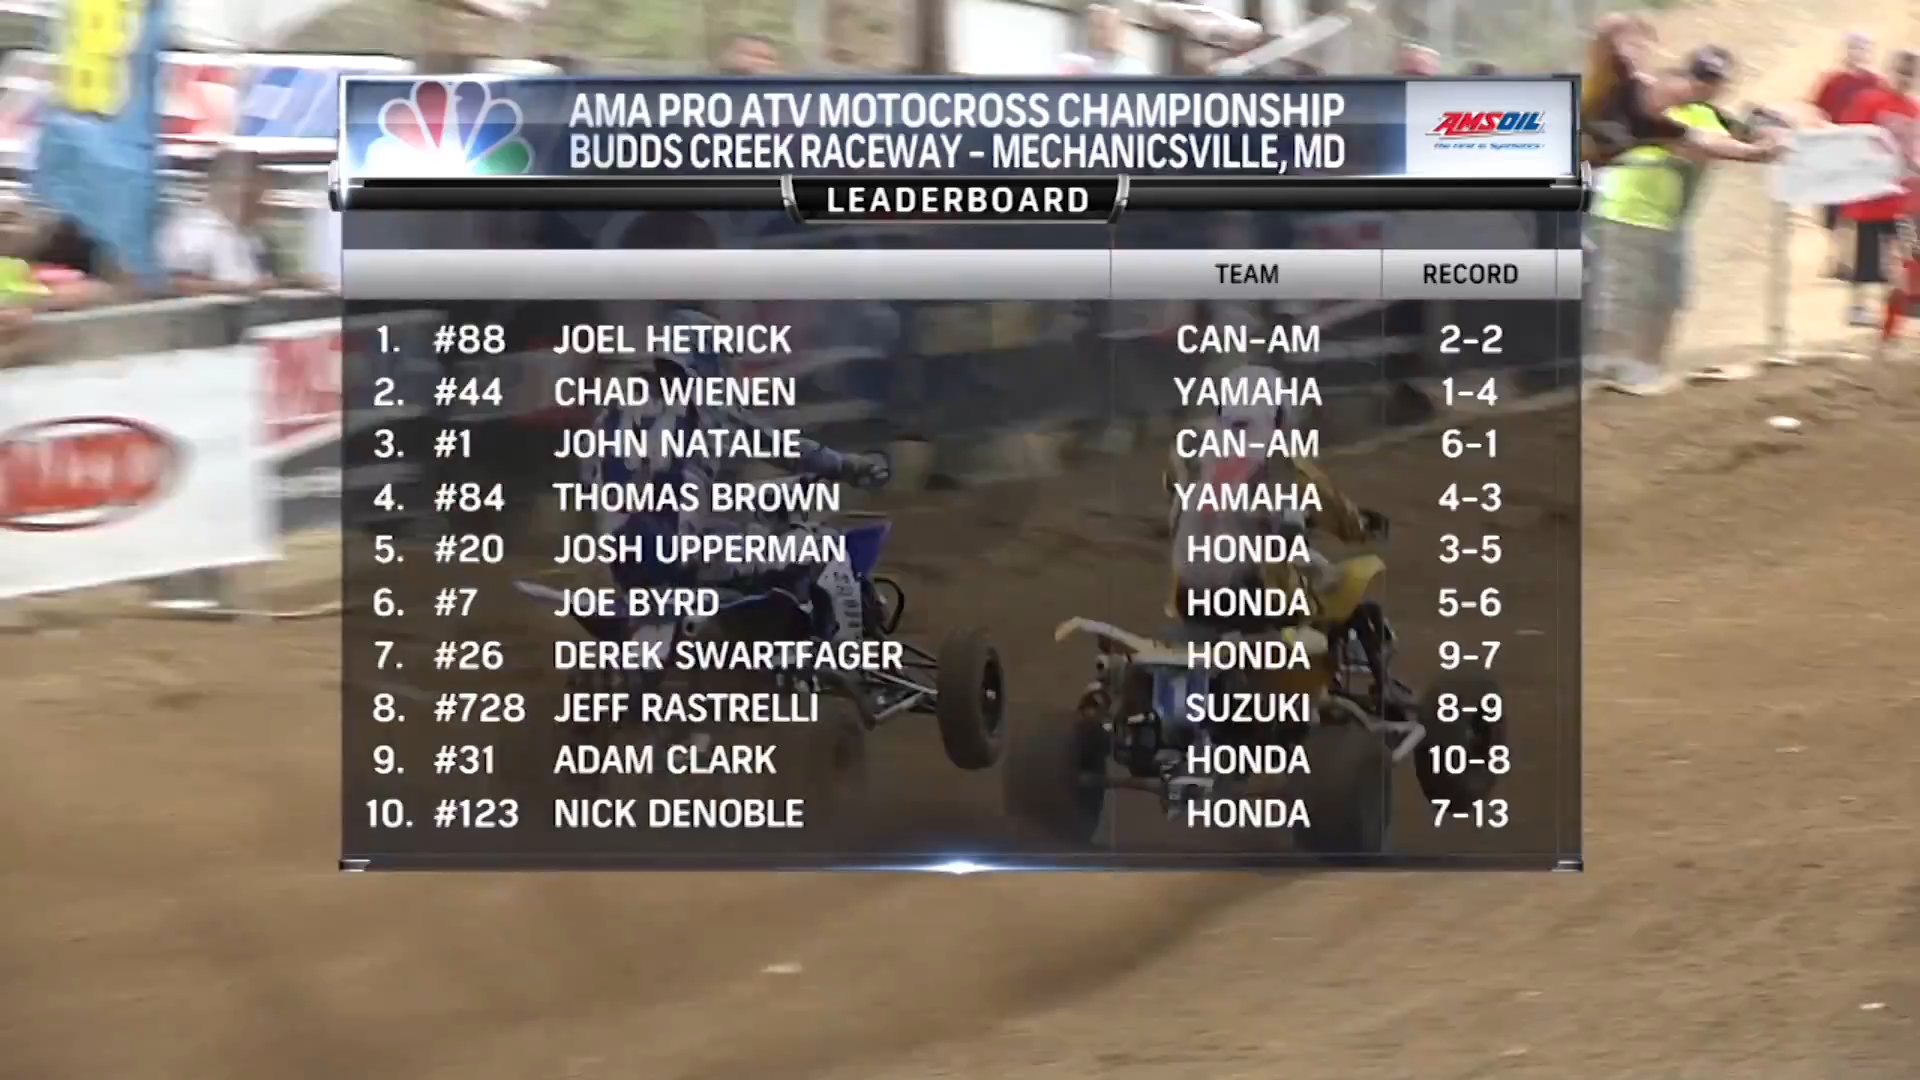 AMA PRO ATV MOTOCROSS CHAMPIONSHIP
BUDDS CREEK RACEWAY – MECHANICSVILLE, MD
AMSOIL
LEADERBOARD
TEAM RECORD
1. #88 JOEL HETRICK CAN-AM 2-2
2. #44 CHAD WIENEN YAMAHA 1-4
3. #1 JOHN NATALIE CAN-AM 6-1
4. #84 THOMAS BROWN YAMAHA 4-3
5. #20 JOSH UPPERMAN HONDA 3-5
6. #7 JOE BYRD HONDA 5-6
7. #26 DEREK SWARTFAGER HONDA 9-7
8. #728 JEFF RASTRELLI SUZUKI 8-9
9. #31 ADAM CLARK HONDA 10-8
10. #123 NICK DENOBLE HONDA 7-13